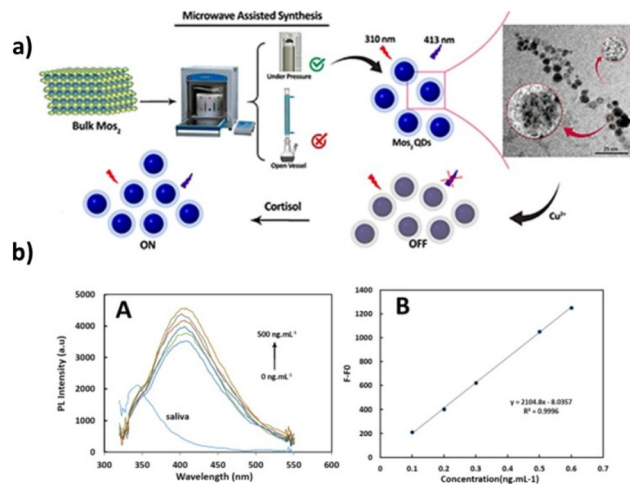 a)
Microwave Assisted Synthesis
Under Pressure
Open Vessel
Bulk Mos2
310 nm
413 nm
Mos2 QDs
25 nm
Cu2+
OFF
Cortisol
ON
b)
A
PL Intensity (a.u)
5000
4000
3000
2000
1000
0
500 ng.mL-1
0 ng.mL-1
saliva
300 350 400 450 500 550 600
Wavelength (nm)
B
F-F0
1400
1200
1000
800
600
400
200
0
y = 2104.8x - 8.0357
R² = 0.9996
0 0.1 0.2 0.3 0.4 0.5 0.6 0.7
Concentration(ng.mL-1)